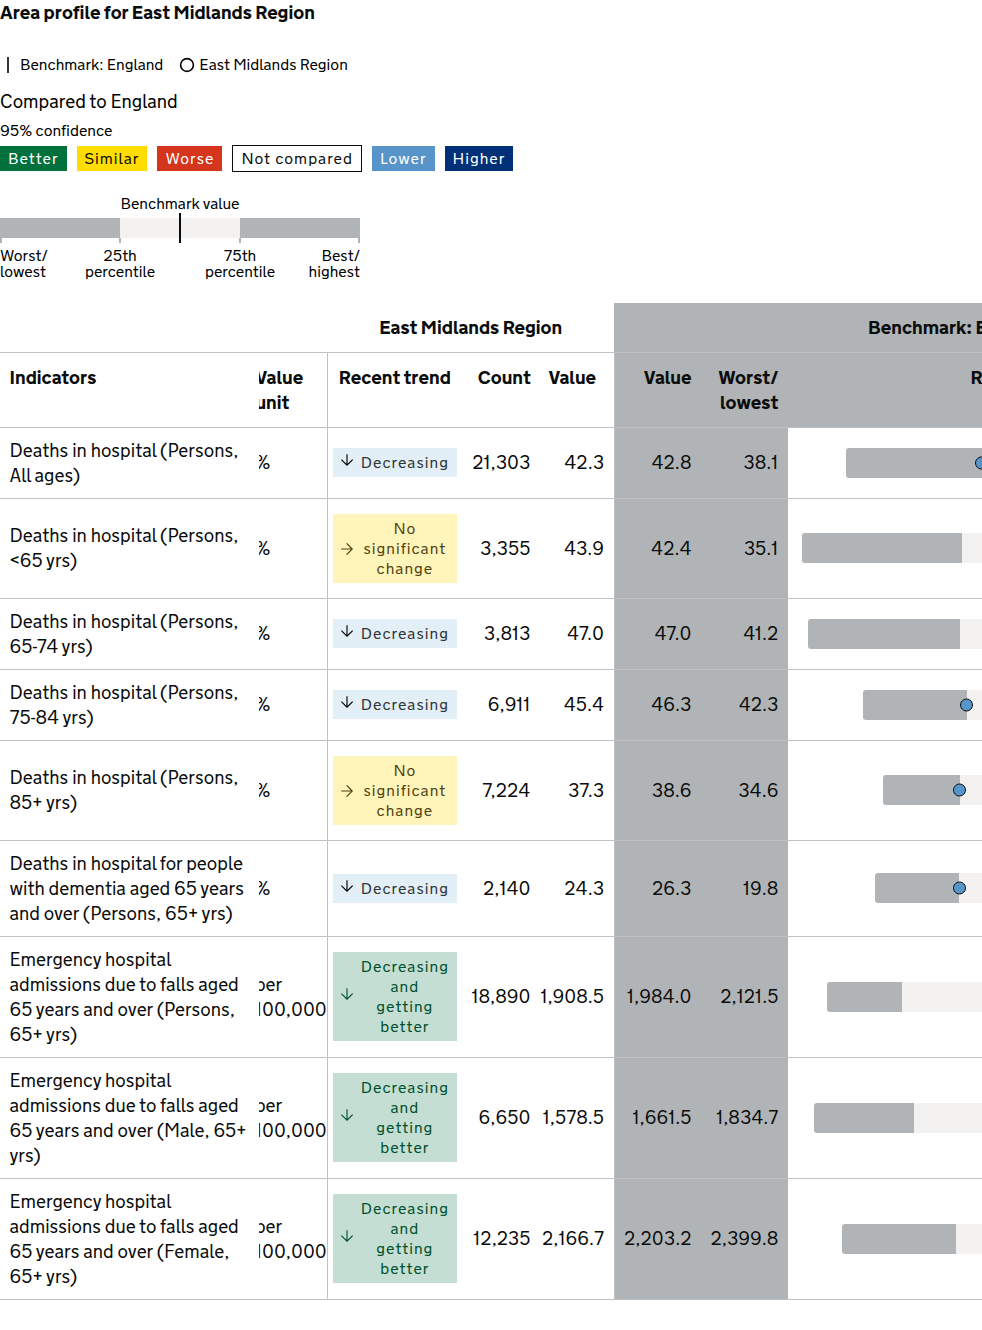 Area profile for East Midlands Region
Benchmark: England East Midlands Region
Compared to England
95% confidence
Better Similar Worse Not compared Lower Higher
Benchmark value
Worst/ 25th 75th Best/
lowest percentile percentile highest
East Midlands Region Benchmark:
Indicators Value Recent trend Count Value Value Worst/
unit lowest
Deaths in hospital (Persons,
All ages)
% Decreasing 21,303 42.3 42.8 38.1
Deaths in hospital (Persons,
<65 yrs)
% No
significant
change
3,355 43.9 42.4 35.1
Deaths in hospital (Persons,
65-74 yrs)
% Decreasing 3,813 47.0 47.0 41.2
Deaths in hospital (Persons,
75-84 yrs)
% Decreasing 6,911 45.4 46.3 42.3
Deaths in hospital (Persons,
85+ yrs)
% No
significant
change
7,224 37.3 38.6 34.6
Deaths in hospital for people
with dementia aged 65 years
and over (Persons, 65+ yrs)
% Decreasing 2,140 24.3 26.3 19.8
Emergency hospital
admissions due to falls aged
65 years and over (Persons,
65+ yrs)
per
100,000
Decreasing
and
getting
better
18,890 1,908.5 1,984.0 2,121.5
Emergency hospital
admissions due to falls aged
65 years and over (Male, 65+
yrs)
per
100,000
Decreasing
and
getting
better
6,650 1,578.5 1,661.5 1,834.7
Emergency hospital
admissions due to falls aged
65 years and over (Female,
65+ yrs)
per
100,000
Decreasing
and
getting
better
12,235 2,166.7 2,203.2 2,399.8